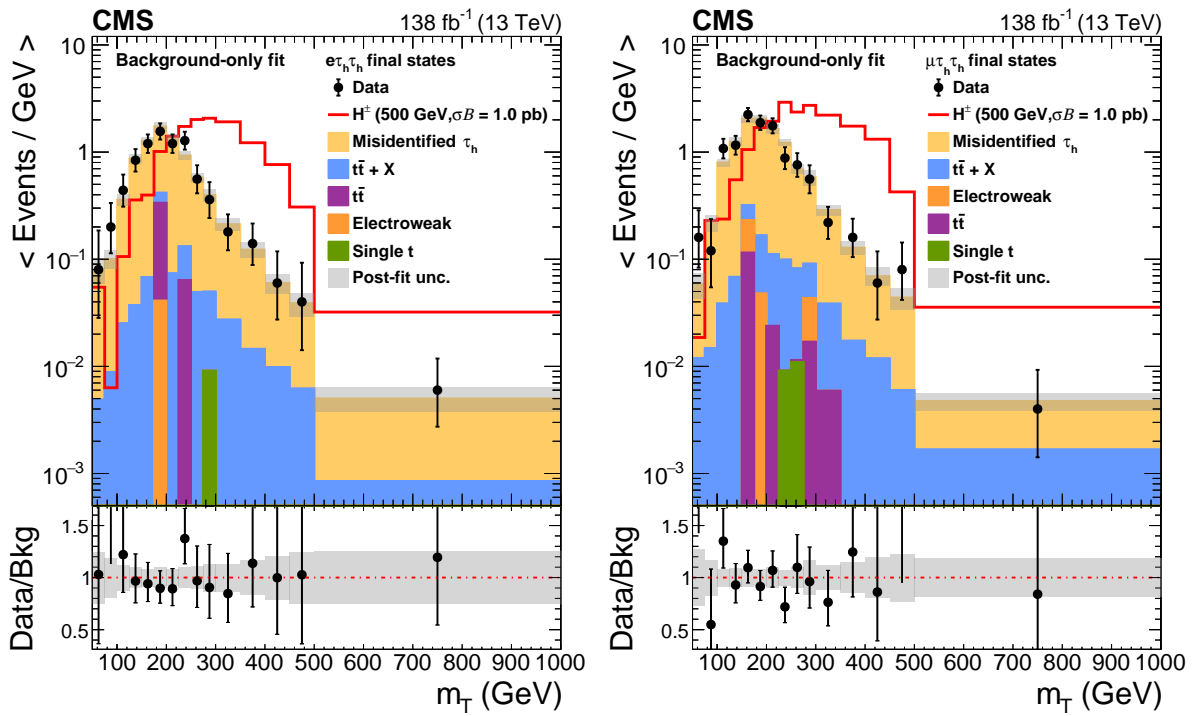 CMS 138 fb⁻¹ (13 TeV)
< Events / GeV >
10
1
10⁻¹
10⁻²
10⁻³
Background-only fit
eτₕτₕ final states
Data
H± (500 GeV,σB = 1.0 pb)
Misidentified τₕ
tt̄ + X
tt̄
Electroweak
Single t
Post-fit unc.
Data/Bkg
1.5
1
0.5
100 200 300 400 500 600 700 800 900 1000
m_T (GeV)
CMS 138 fb⁻¹ (13 TeV)
< Events / GeV >
10
1
10⁻¹
10⁻²
10⁻³
Background-only fit
μτₕτₕ final states
Data
H± (500 GeV,σB = 1.0 pb)
Misidentified τₕ
tt̄ + X
Electroweak
tt̄
Single t
Post-fit unc.
Data/Bkg
1.5
1
0.5
100 200 300 400 500 600 700 800 900 1000
m_T (GeV)